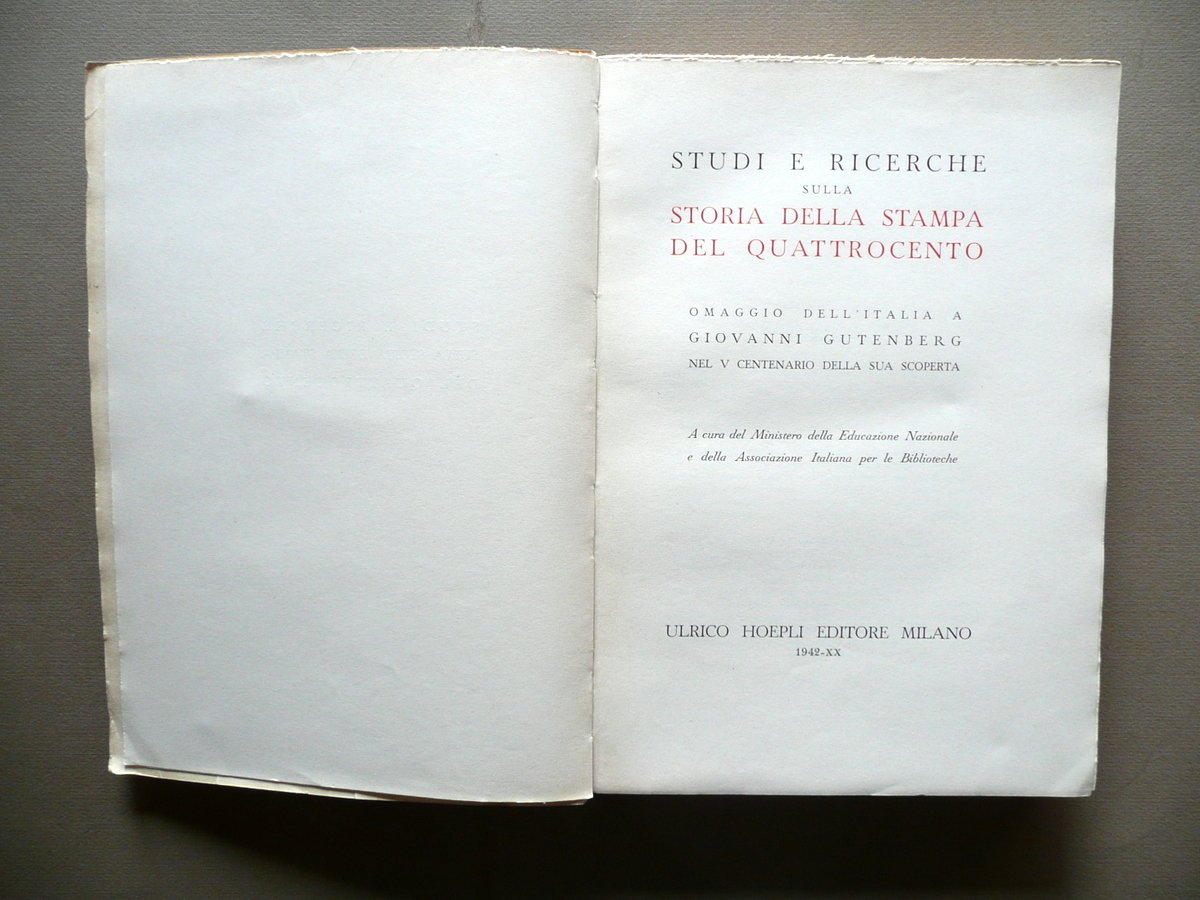 STUDI E RICERCHE
SULLA
STORIA DELLA STAMPA
DEL QUATTROCENTO
OMAGGIO DELL'ITALIA A
GIOVANNI GUTENBERG
NEL V CENTENARIO DELLA SUA SCOPERTA
A cura del Ministero della Educazione Nazionale
e della Associazione Italiana per le Biblioteche
ULRICO HOEPLI EDITORE MILANO
1942-XX